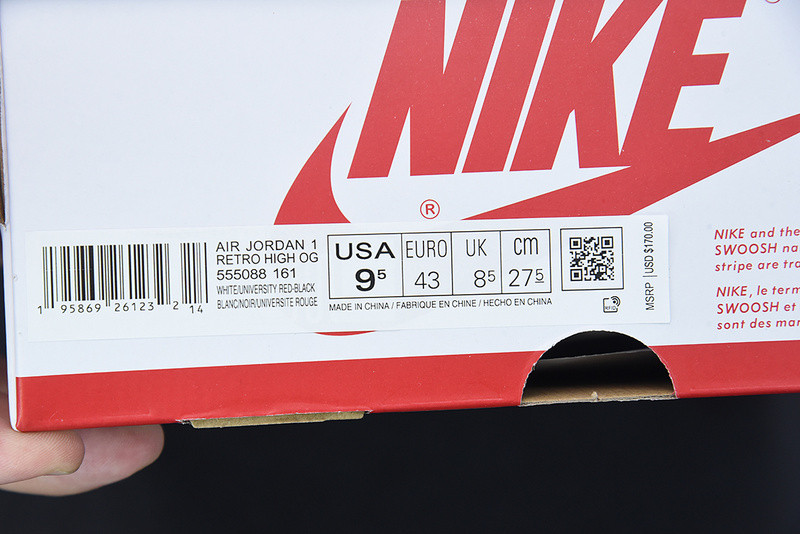 NIKE
®
AIR JORDAN 1
RETRO HIGH OG
555088 161
WHITE/UNIVERSITY RED-BLACK
BLANC/NOIR/UNIVERSITE ROUGE
1 95869 26123 2 14
USA EURO UK cm
9 5 43 8 5 27 5
MADE IN CHINA / FABRIQUE EN CHINE / HECHO EN CHINA
RFID
MSRP | USD $170.00
NIKE and the
SWOOSH na
stripe are tra
NIKE, le term
SWOOSH et
sont des mar